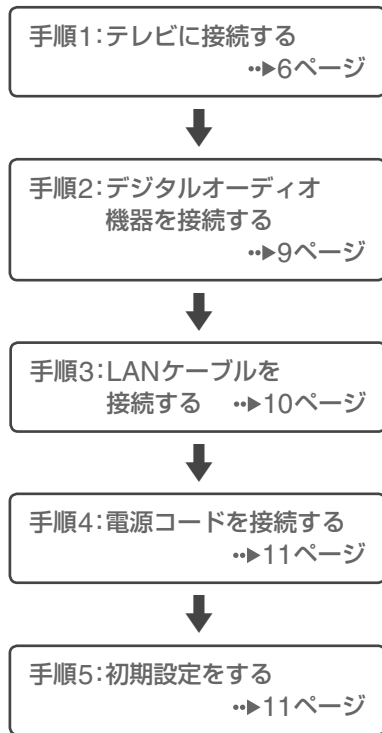 手順1:テレビに接続する
··▶6ページ
手順2:デジタルオーディオ
機器を接続する
··▶9ページ
手順3:LANケーブルを
接続する ··▶10ページ
手順4:電源コードを接続する
··▶11ページ
手順5:初期設定をする
··▶11ページ